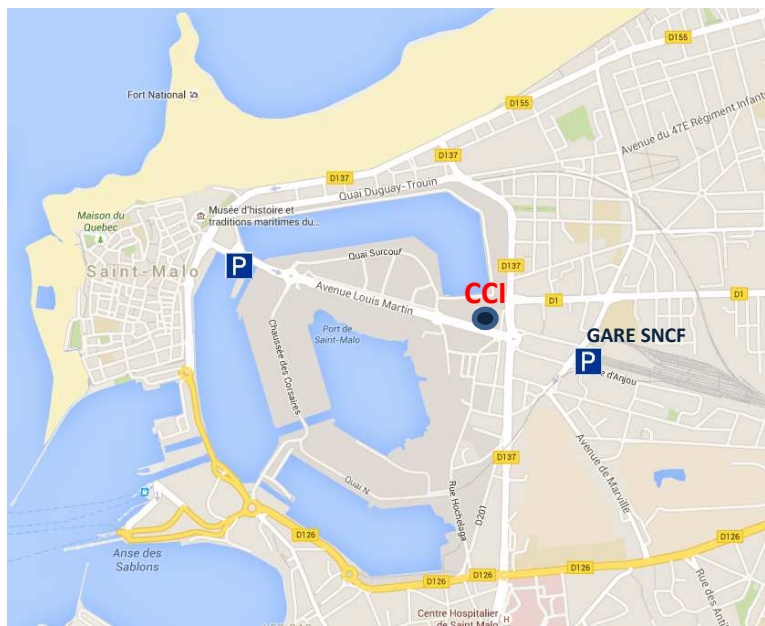 D155
Fort National
D155
Avenue du 47E Régiment Infant
D137
D137
Quai Duguay-Trouin
Maison du
Quebec
Musée d'histoire et
traditions maritimes du...
Saint-Malo
P
Quai Surcouf
D137
CCI
D1
D1
Avenue Louis Martin
Port de
Saint-Malo
GARE SNCF
P
e d'Anjou
Chaussée des Corsaires
D137
Avenue de Marville
Quai N
Rue Hochelaga
D201
D126
D126
Anse des
Sablons
D126
D126
Rue des Antil
Centre Hospitalier
de Saint Malo
H